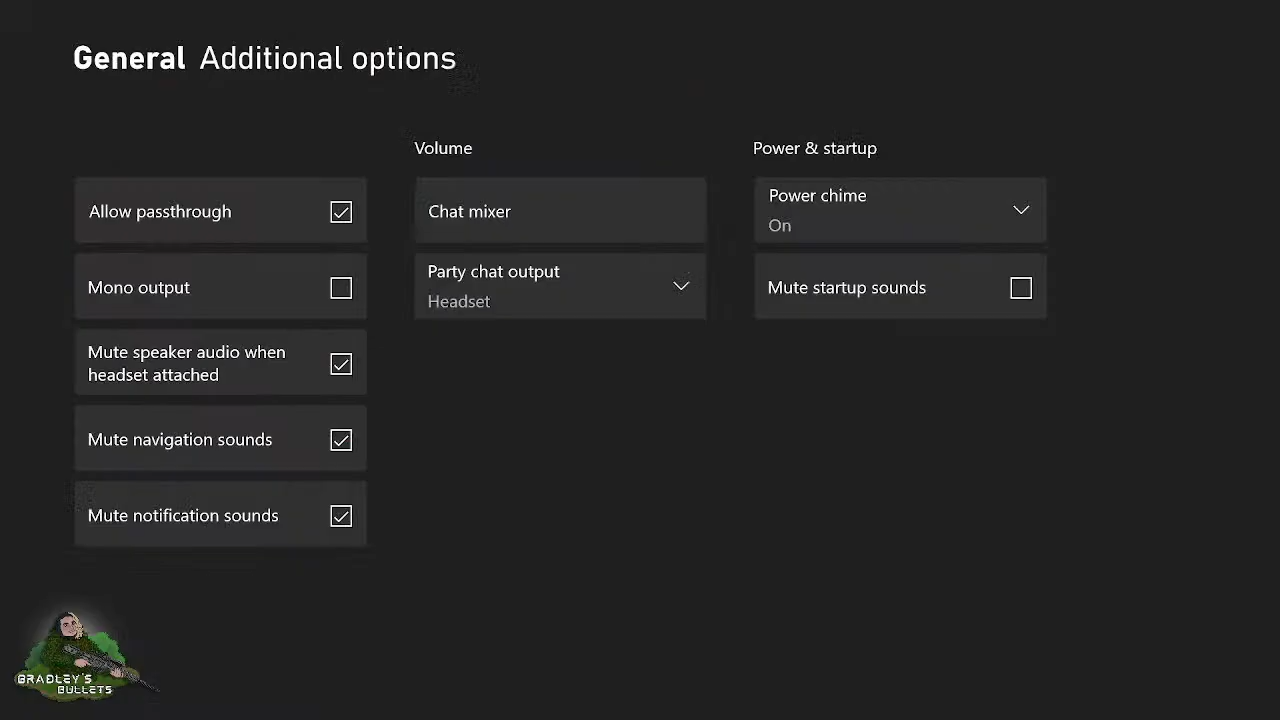 General Additional options
Allow passthrough
Mono output
Mute speaker audio when
headset attached
Mute navigation sounds
Mute notification sounds
Volume
Chat mixer
Party chat output
Headset
Power & startup
Power chime
On
Mute startup sounds
BRADLEY'S
BULLETS